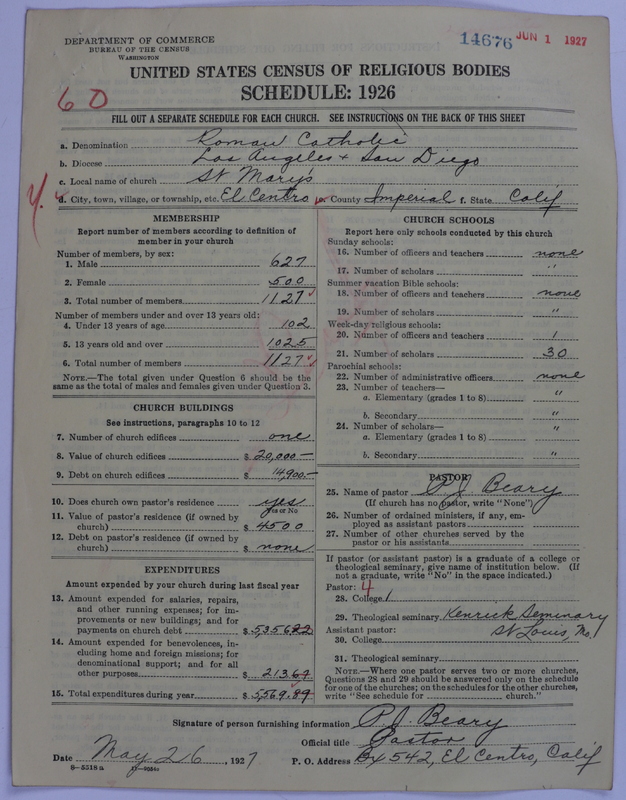 DEPARTMENT OF COMMERCE
BUREAU OF THE CENSUS
WASHINGTON
14676 JUN 1 1927
UNITED STATES CENSUS OF RELIGIOUS BODIES
SCHEDULE: 1926
60
FILL OUT A SEPARATE SCHEDULE FOR EACH CHURCH. SEE INSTRUCTIONS ON THE BACK OF THIS SHEET
a. Denomination Roman Catholic
b. Diocese Los Angeles + San Diego
c. Local name of church St Mary's
d. City, town, village, or township, etc. El Centro e. County Imperial f. State Calif
MEMBERSHIP
Report number of members according to definition of
member in your church
Number of members, by sex:
1. Male 627
2. Female 500
3. Total number of members 1127
Number of members under and over 13 years old:
4. Under 13 years of age 102
5. 13 years old and over 1025
6. Total number of members 1127
NOTE.—The total given under Question 6 should be the
same as the total of males and females given under Question 3.
CHURCH BUILDINGS
See instructions, paragraphs 10 to 12
7. Number of church edifices one
8. Value of church edifices $ 20,000—
9. Debt on church edifices $ 14,900.—
10. Does church own pastor's residence yes
Yes or No
11. Value of pastor's residence (if owned by
church) $ 4500
12. Debt on pastor's residence (if owned by
church) $ none
EXPENDITURES
Amount expended by your church during last fiscal year
13. Amount expended for salaries, repairs,
and other running expenses; for im-
provements or new buildings; and for
payments on church debt $ 5,356.22
14. Amount expended for benevolences, in-
cluding home and foreign missions; for
denominational support; and for all
other purposes $ 213.67
15. Total expenditures during year $ 5,569.89
CHURCH SCHOOLS
Report here only schools conducted by this church
Sunday schools:
16. Number of officers and teachers none
17. Number of scholars "
Summer vacation Bible schools:
18. Number of officers and teachers none
19. Number of scholars "
Week-day religious schools:
20. Number of officers and teachers 1
21. Number of scholars 30
Parochial schools:
22. Number of administrative officers none
23. Number of teachers—
a. Elementary (grades 1 to 8) "
b. Secondary "
24. Number of scholars—
a. Elementary (grades 1 to 8) "
b. Secondary "
PASTOR
25. Name of pastor P.J. Beary
(If church has no pastor, write "None")
26. Number of ordained ministers, if any, em-
ployed as assistant pastors
27. Number of other churches served by the
pastor or his assistants
If pastor (or assistant pastor) is a graduate of a college or
theological seminary, give name of institution below. (If
not a graduate, write "No" in the space indicated.)
Pastor: 4
28. College
29. Theological seminary Kenrick Seminary
Assistant pastor: St Louis, Mo.
30. College
31. Theological seminary
NOTE.—Where one pastor serves two or more churches,
Questions 28 and 29 should be answered only on the schedule
for one of the churches; on the schedules for the other churches,
write "See schedule for church."
Signature of person furnishing information P.J. Beary
Official title Pastor
Date May 26, 1927 P. O. Address Bx 542, El Centro, Calif
8—5518a